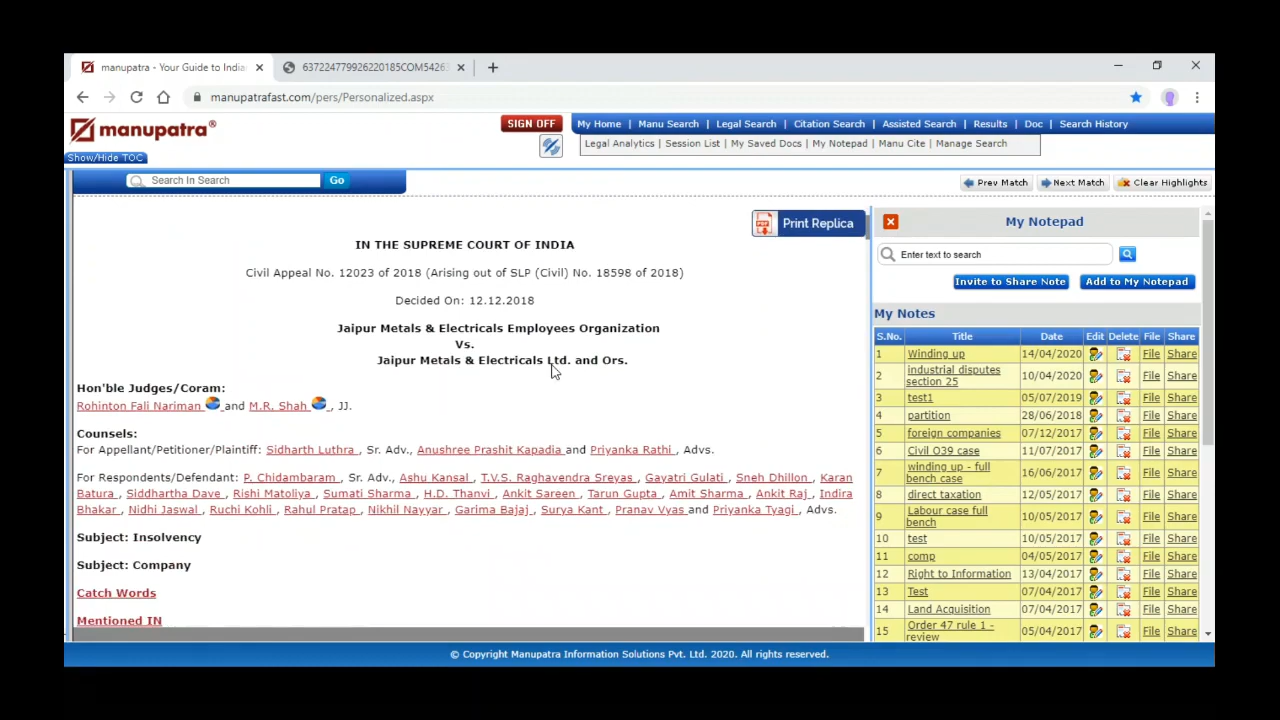 manupatra - Your Guide to India
637224779926220185COM54263
manupatrafast.com/pers/Personalized.aspx
manupatra®
SIGN OFF
My Home | Manu Search | Legal Search | Citation Search | Assisted Search | Results | Doc | Search History
Legal Analytics | Session List | My Saved Docs | My Notepad | Manu Cite | Manage Search
Show/Hide TOC
Search In Search Go
Prev Match Next Match Clear Highlights
Print Replica
IN THE SUPREME COURT OF INDIA
Civil Appeal No. 12023 of 2018 (Arising out of SLP (Civil) No. 18598 of 2018)
Decided On: 12.12.2018
Jaipur Metals & Electricals Employees Organization
Vs.
Jaipur Metals & Electricals Ltd. and Ors.
Hon'ble Judges/Coram:
Rohinton Fali Nariman and M.R. Shah , JJ.
Counsels:
For Appellant/Petitioner/Plaintiff: Sidharth Luthra , Sr. Adv., Anushree Prashit Kapadia and Priyanka Rathi , Advs.
For Respondents/Defendant: P. Chidambaram , Sr. Adv., Ashu Kansal , T.V.S. Raghavendra Sreyas , Gayatri Gulati , Sneh Dhillon , Karan
Batura , Siddhartha Dave , Rishi Matoliya , Sumati Sharma , H.D. Thanvi , Ankit Sareen , Tarun Gupta , Amit Sharma , Ankit Raj , Indira
Bhakar , Nidhi Jaswal , Ruchi Kohli , Rahul Pratap , Nikhil Nayyar , Garima Bajaj , Surya Kant , Pranav Vyas and Priyanka Tyagi , Advs.
Subject: Insolvency
Subject: Company
Catch Words
Mentioned IN
My Notepad
Enter text to search
Invite to Share Note Add to My Notepad
My Notes
S.No. Title Date Edit Delete File Share
1 Winding up 14/04/2020 File Share
2 industrial disputes section 25 10/04/2020 File Share
3 test1 05/07/2019 File Share
4 partition 28/06/2018 File Share
5 foreign companies 07/12/2017 File Share
6 Civil O39 case 11/07/2017 File Share
7 winding up - full bench case 16/06/2017 File Share
8 direct taxation 12/05/2017 File Share
9 Labour case full bench 10/05/2017 File Share
10 test 10/05/2017 File Share
11 comp 04/05/2017 File Share
12 Right to Information 13/04/2017 File Share
13 Test 07/04/2017 File Share
14 Land Acquisition 07/04/2017 File Share
15 Order 47 rule 1 - review 05/04/2017 File Share
© Copyright Manupatra Information Solutions Pvt. Ltd. 2020. All rights reserved.